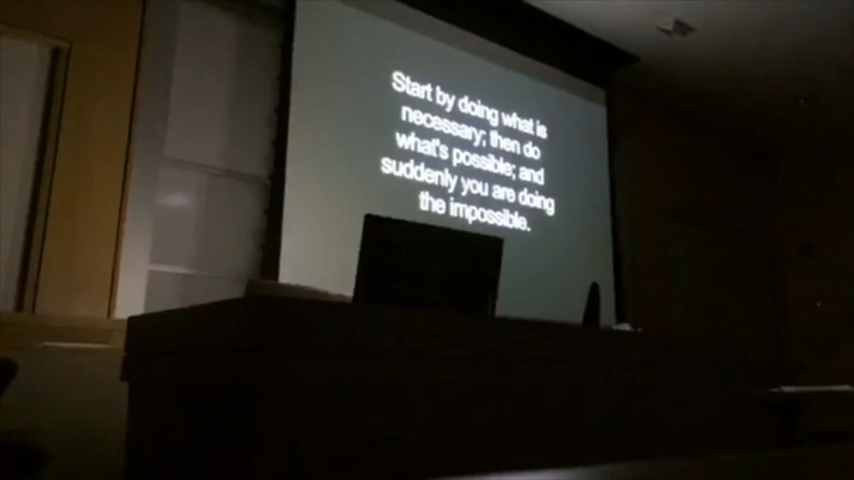 Start by doing what is
necessary; then do
what's possible; and
suddenly you are doing
the impossible.